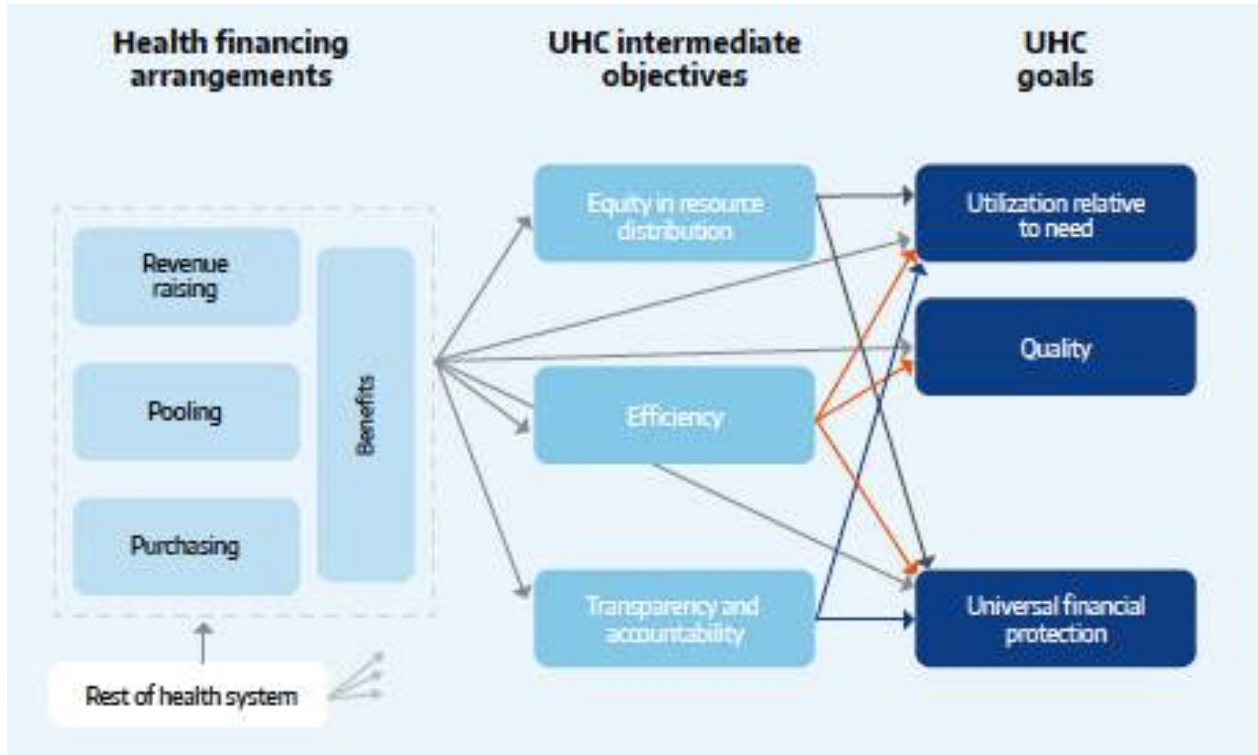 Health financing
arrangements
UHC intermediate
objectives
UHC
goals
Revenue
raising
Pooling
Purchasing
Benefits
Rest of health system
Equity in resource
distribution
Efficiency
Transparency and
accountability
Utilization relative
to need
Quality
Universal financial
protection